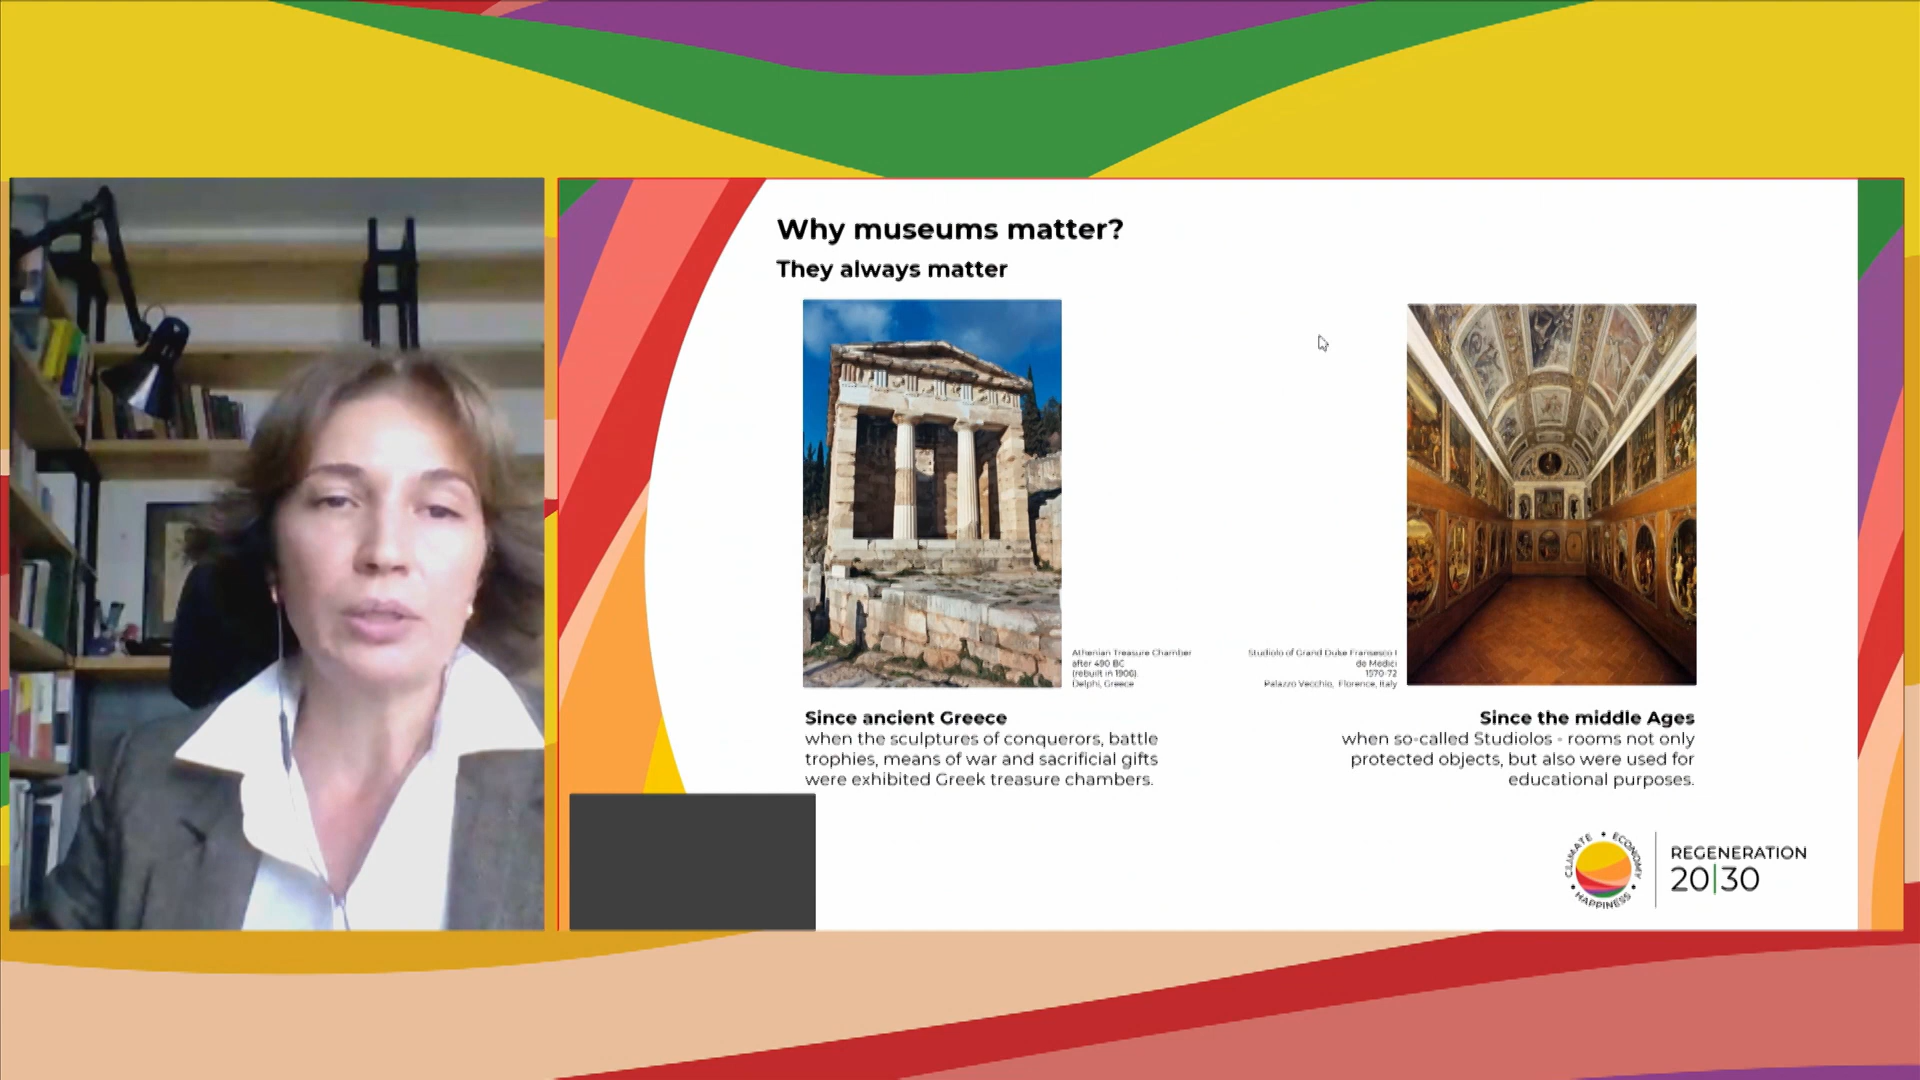 Why museums matter?
They always matter
Athenian Treasure Chamber
after 490 BC
(rebuilt in 1906).
Delphi, Greece
Studiolo of Grand Duke Fransesco I
de Medici
1570-72
Palazzo Vecchio, Florence, Italy
Since ancient Greece
when the sculptures of conquerors, battle
trophies, means of war and sacrificial gifts
were exhibited Greek treasure chambers.
Since the middle Ages
when so-called Studiolos - rooms not only
protected objects, but also were used for
educational purposes.
CLIMATE • ECONOMY • HAPPINESS •
REGENERATION
20|30